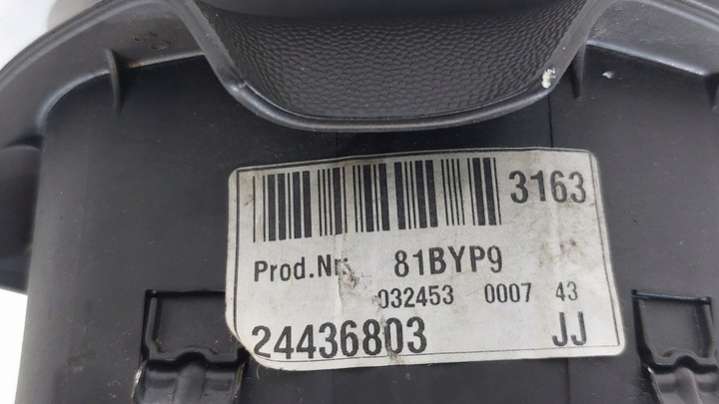 3163
Prod.Nr. 81BYP9
032453 0007 43
24436803 JJ